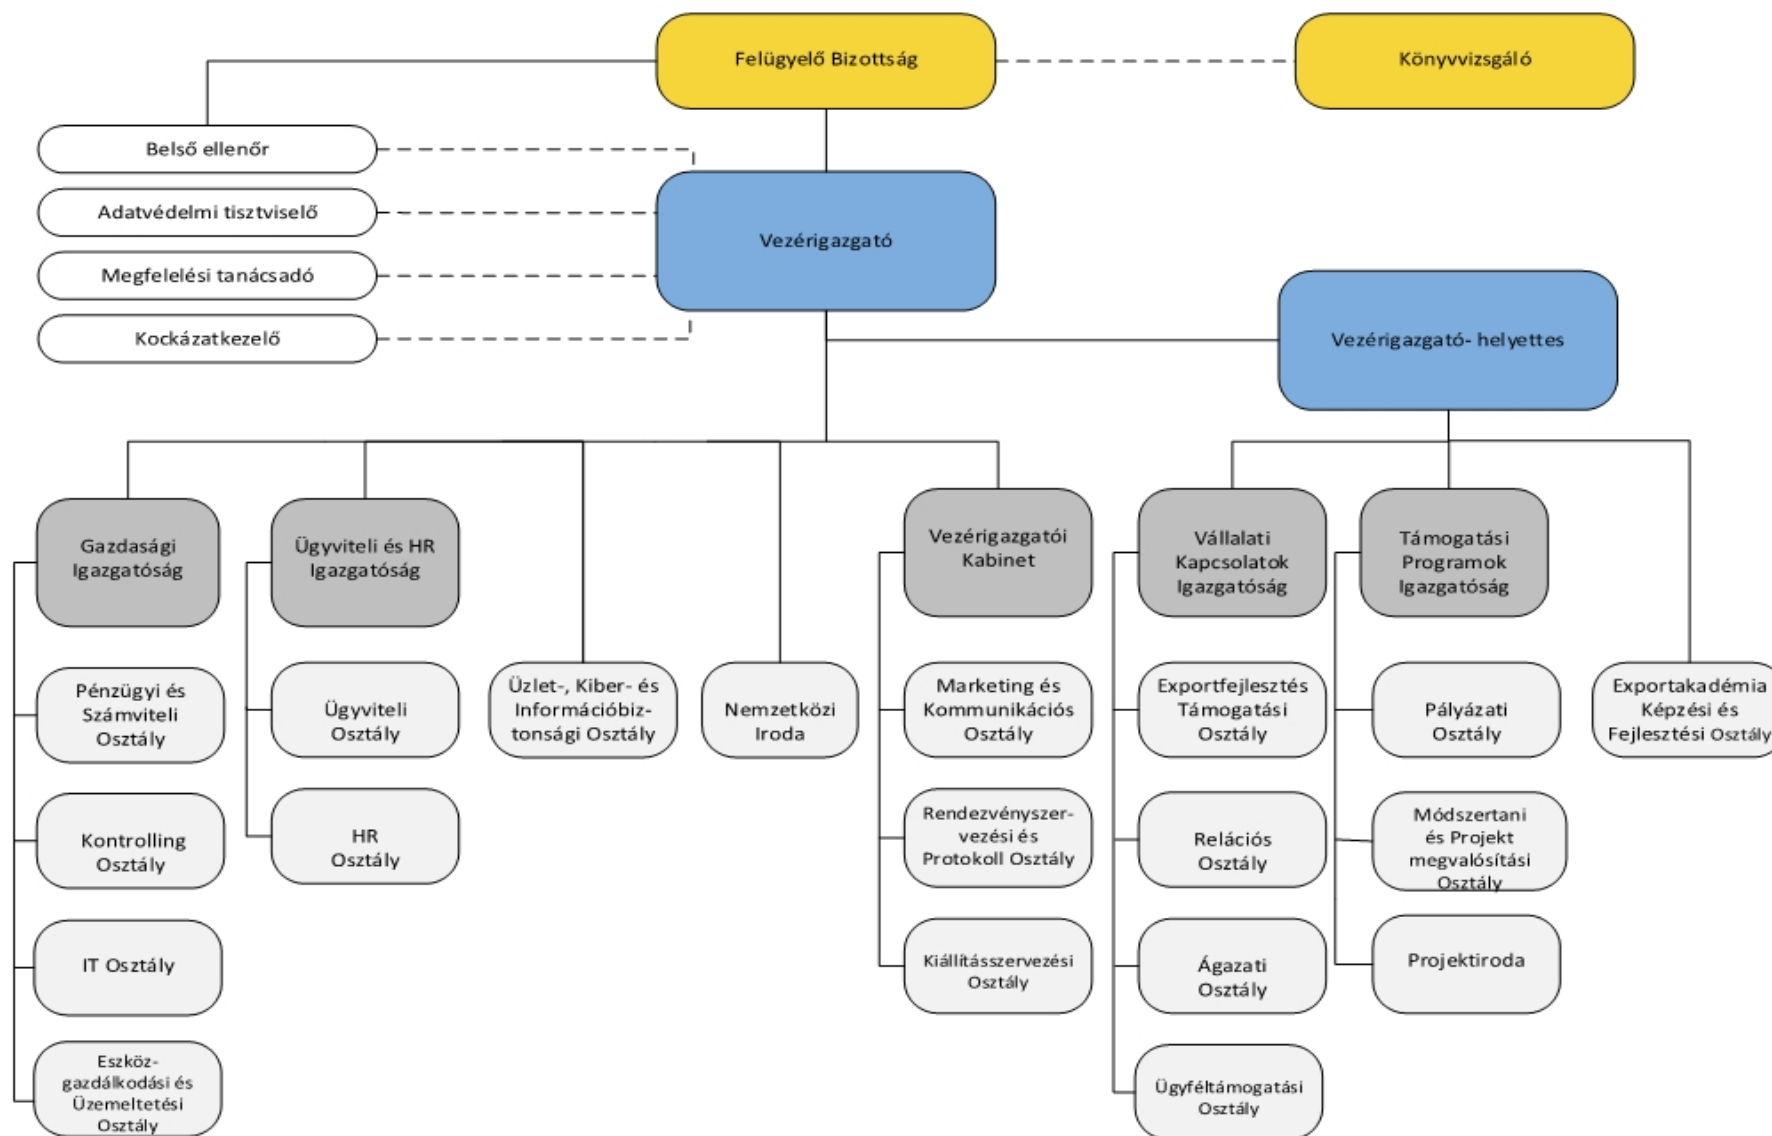 Felügyelő Bizottság
Könyvvizsgáló
Belső ellenőr
Adatvédelmi tisztviselő
Megfelelési tanácsadó
Kockázatkezelő
Vezérigazgató
Vezérigazgató- helyettes
Gazdasági
Igazgatóság
Ügyviteli és HR
Igazgatóság
Vezérigazgatói
Kabinet
Vállalati
Kapcsolatok
Igazgatóság
Támogatási
Programok
Igazgatóság
Pénzügyi és
Számviteli
Osztály
Ügyviteli
Osztály
Üzlet-, Kiber- és
Információbiz-
tonsági Osztály
Nemzetközi
Iroda
Marketing és
Kommunikációs
Osztály
Exportfejlesztés
Támogatási
Osztály
Pályázati
Osztály
Exportakadémia
Képzési és
Fejlesztési Osztály
Kontrolling
Osztály
HR
Osztály
Rendezvényszer-
vezési és
Protokoll Osztály
Relációs
Osztály
Módszertani
és Projekt
megvalósítási
Osztály
IT Osztály
Kiállításszervezési
Osztály
Ágazati
Osztály
Projektiroda
Eszköz-
gazdálkodási és
Üzemeltetési
Osztály
Ügyféltámogatási
Osztály